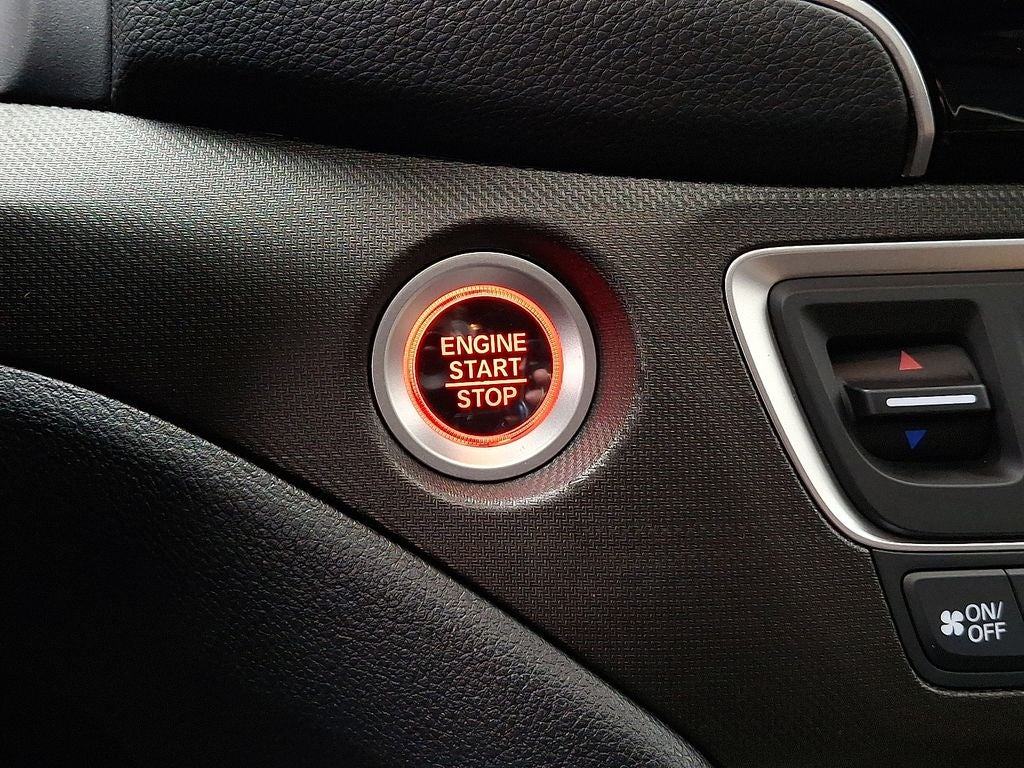 ENGINE
START
STOP
ON/
OFF